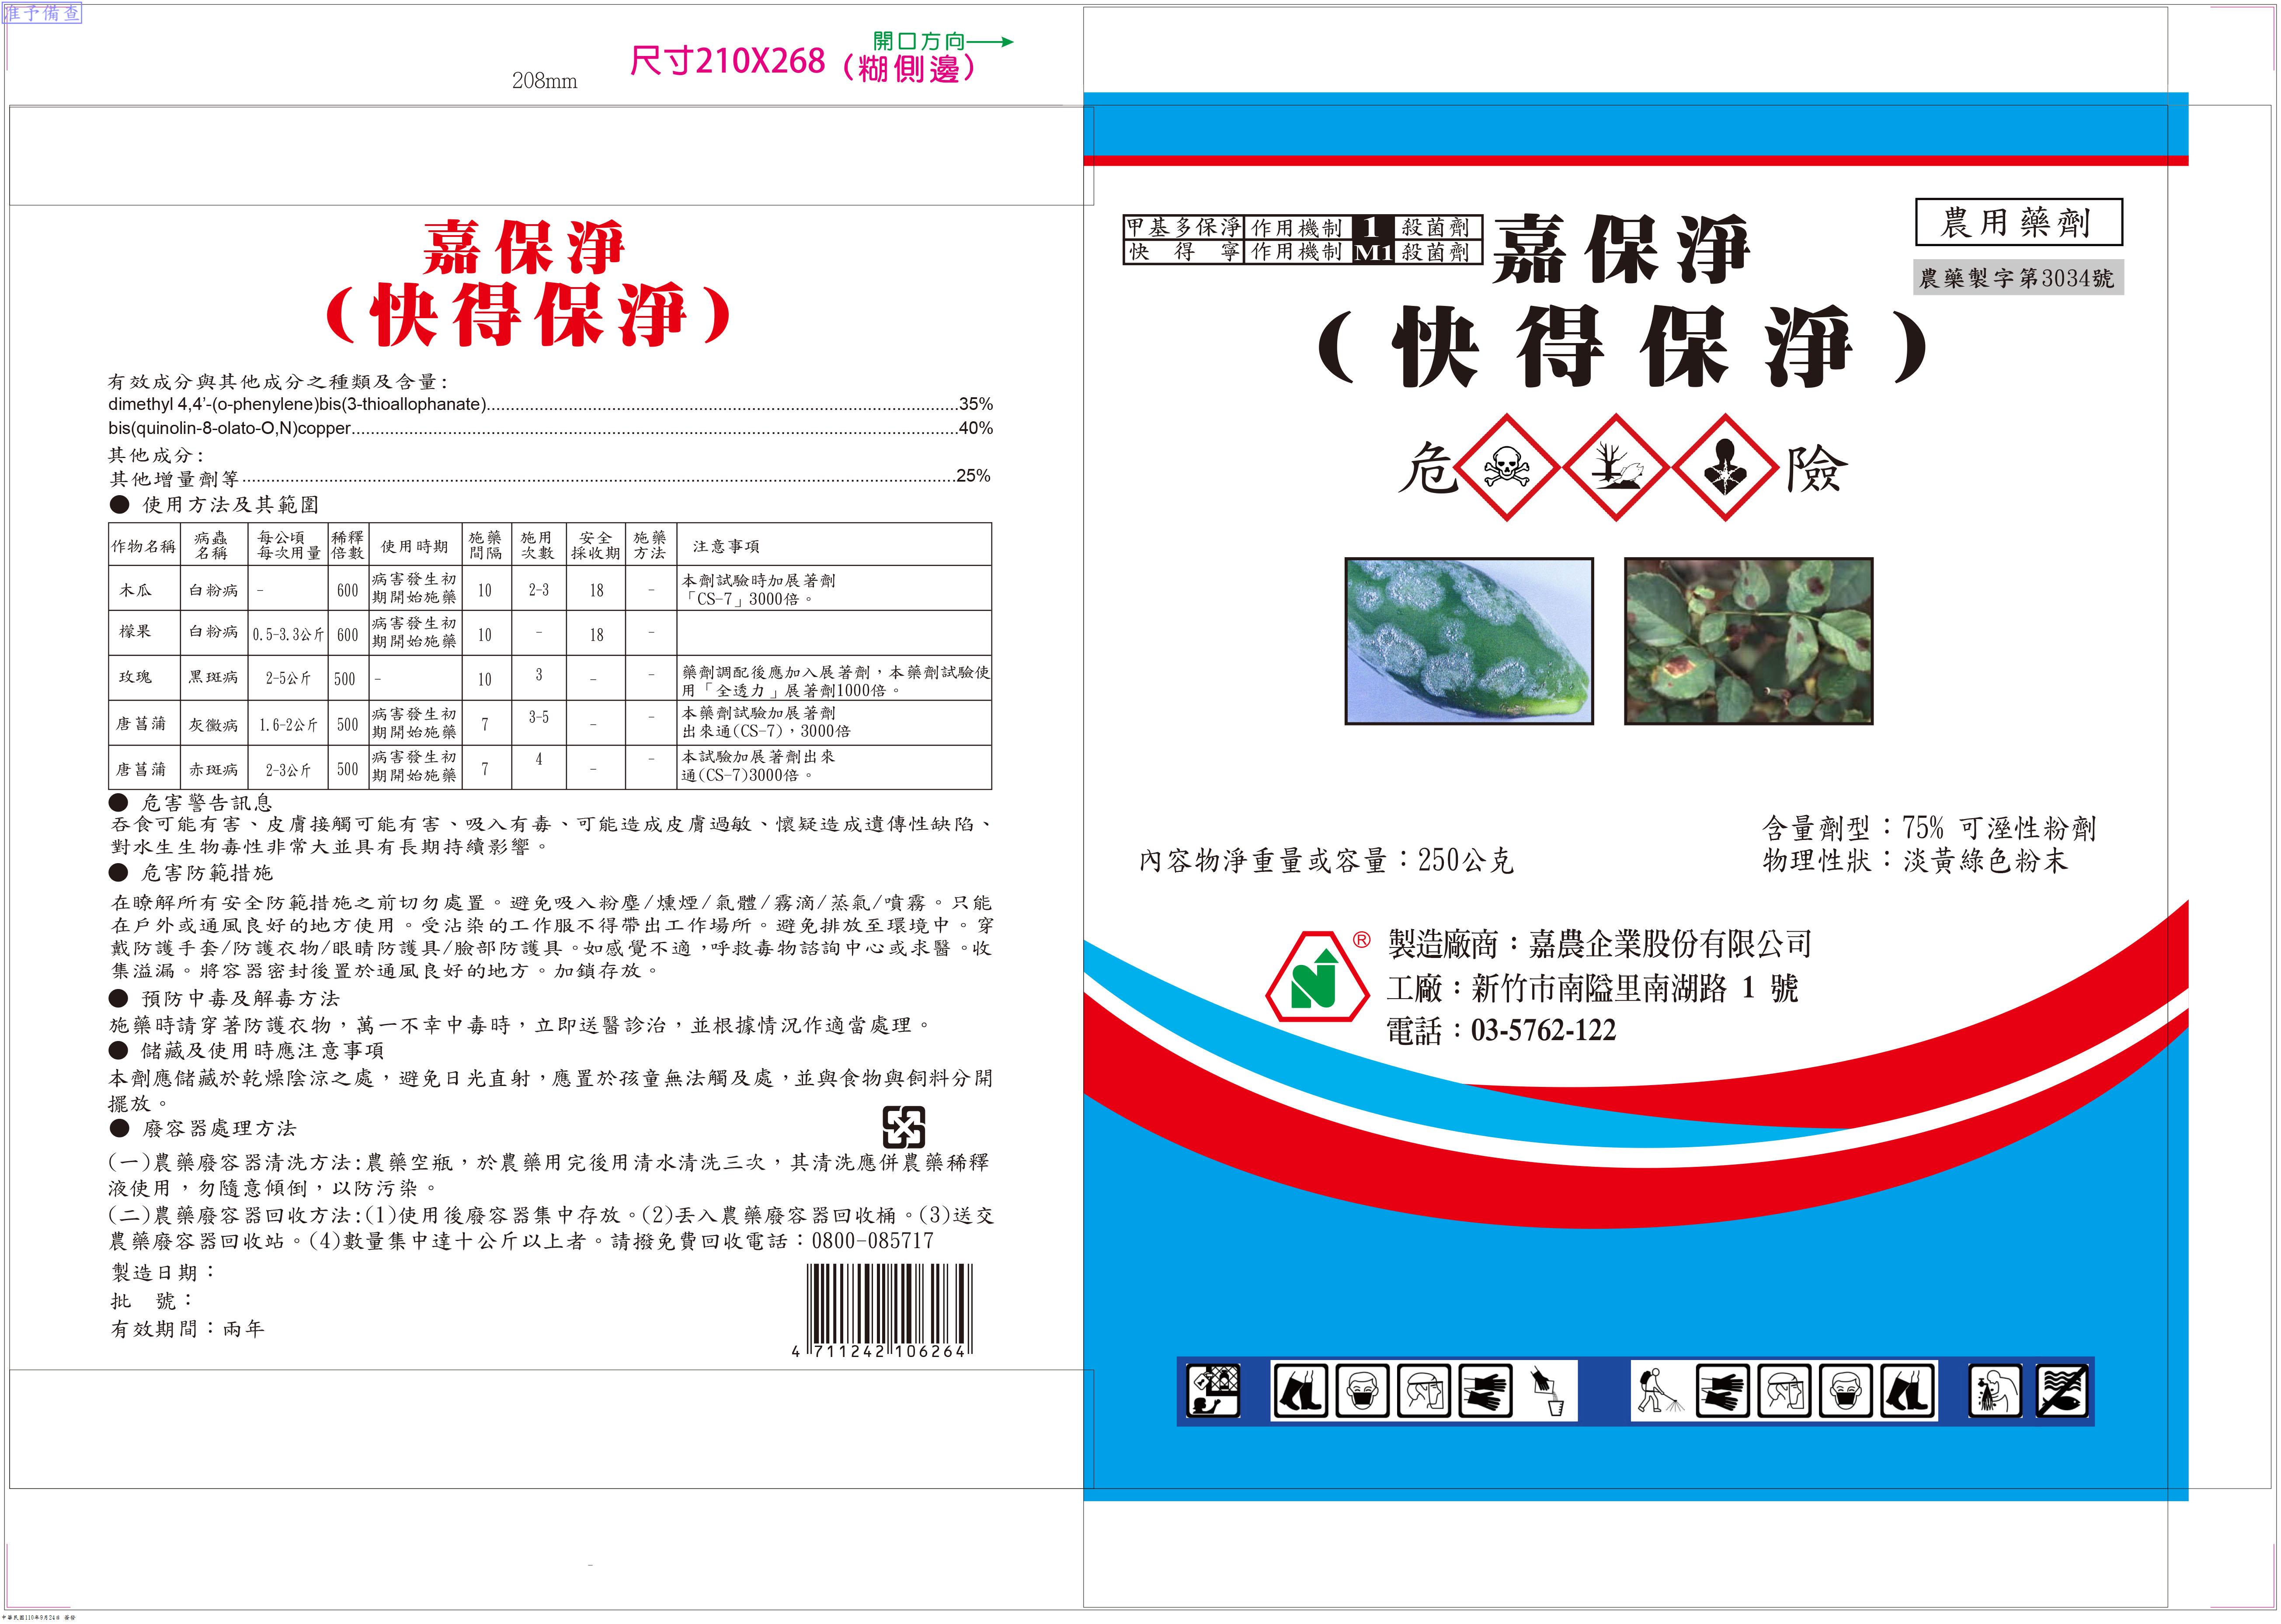 准予備查
開口方向
尺寸210X268（糊側邊）
208mm
嘉保淨
（快得保淨）
有效成分與其他成分之種類及含量:
dimethyl 4,4’-(o-phenylene)bis(3-thioallophanate)...35%
bis(quinolin-8-olato-O,N)copper...40%
其他成分:
其他增量劑等...25%
● 使用方法及其範圍
作物名稱 病蟲名稱 每公頃每次用量 稀釋倍數 使用時期 施藥間隔 施用次數 安全採收期 施藥方法 注意事項
木瓜 白粉病 - 600 病害發生初期開始施藥 10 2-3 18 - 本劑試驗時加展著劑「CS-7」3000倍。
檬果 白粉病 0.5-3.3公斤 600 病害發生初期開始施藥 10 - 18 -
玫瑰 黑斑病 2-5公斤 500 - 10 3 - - 藥劑調配後應加入展著劑，本藥劑試驗使用「全透力」展著劑1000倍。
唐菖蒲 灰黴病 1.6-2公斤 500 病害發生初期開始施藥 7 3-5 - - 本藥劑試驗加展著劑出來通(CS-7)，3000倍
唐菖蒲 赤斑病 2-3公斤 500 病害發生初期開始施藥 7 4 - - 本試驗加展著劑出來通(CS-7)3000倍。
● 危害警告訊息
吞食可能有害、皮膚接觸可能有害、吸入有毒、可能造成皮膚過敏、懷疑造成遺傳性缺陷、
對水生生物毒性非常大並具有長期持續影響。
● 危害防範措施
在瞭解所有安全防範措施之前切勿處置。避免吸入粉塵/燻煙/氣體/霧滴/蒸氣/噴霧。只能
在戶外或通風良好的地方使用。受沾染的工作服不得帶出工作場所。避免排放至環境中。穿
戴防護手套/防護衣物/眼睛防護具/臉部防護具。如感覺不適，呼救毒物諮詢中心或求醫。收
集溢漏。將容器密封後置於通風良好的地方。加鎖存放。
● 預防中毒及解毒方法
施藥時請穿著防護衣物，萬一不幸中毒時，立即送醫診治，並根據情況作適當處理。
● 儲藏及使用時應注意事項
本劑應儲藏於乾燥陰涼之處，避免日光直射，應置於孩童無法觸及處，並與食物與飼料分開
擺放。
● 廢容器處理方法
(一)農藥廢容器清洗方法:農藥空瓶，於農藥用完後用清水清洗三次，其清洗應併農藥稀釋
液使用，勿隨意傾倒，以防污染。
(二)農藥廢容器回收方法:(1)使用後廢容器集中存放。(2)丟入農藥廢容器回收桶。(3)送交
農藥廢容器回收站。(4)數量集中達十公斤以上者。請撥免費回收電話：0800-085717
製造日期：
批 號：
有效期間：兩年
4 711242 106264
甲基多保淨 作用機制 1 殺菌劑
快得寧 作用機制 M1 殺菌劑
嘉保淨
（快得保淨）
農用藥劑
農藥製字第3034號
危險
內容物淨重量或容量：250公克
含量劑型：75% 可溼性粉劑
物理性狀：淡黃綠色粉末
®
製造廠商：嘉農企業股份有限公司
工廠：新竹市南隘里南湖路 1 號
電話：03-5762-122
中華民國110年9月24日